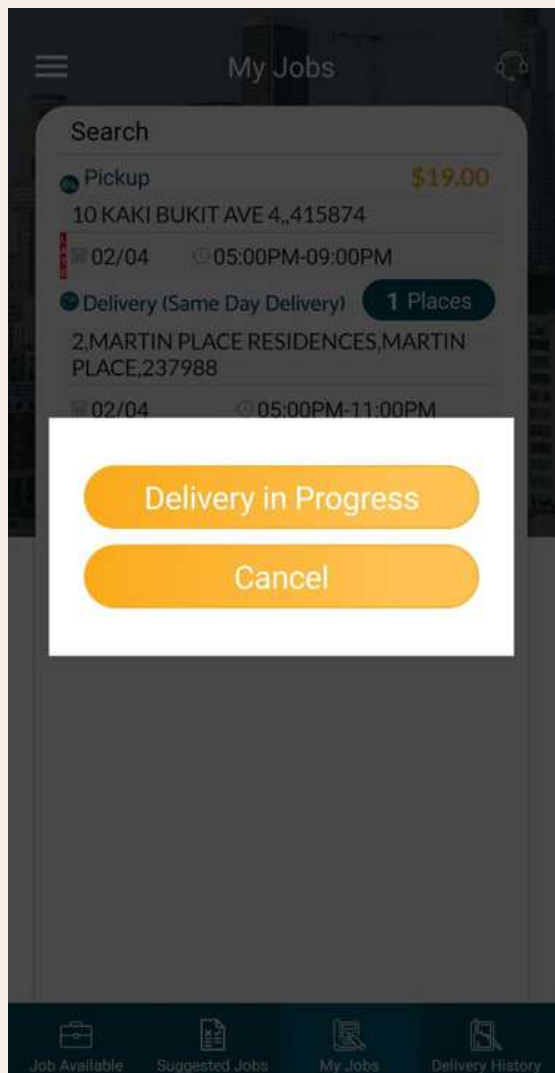 My Jobs
Search
Pickup
$19.00
10 KAKI BUKIT AVE 4,,415874
02/04
05:00PM-09:00PM
Delivery (Same Day Delivery)
1 Places
2,MARTIN PLACE RESIDENCES,MARTIN
PLACE,237988
02/04
05:00PM-11:00PM
Delivery in Progress
Cancel
Job Available
Suggested Jobs
My Jobs
Delivery History